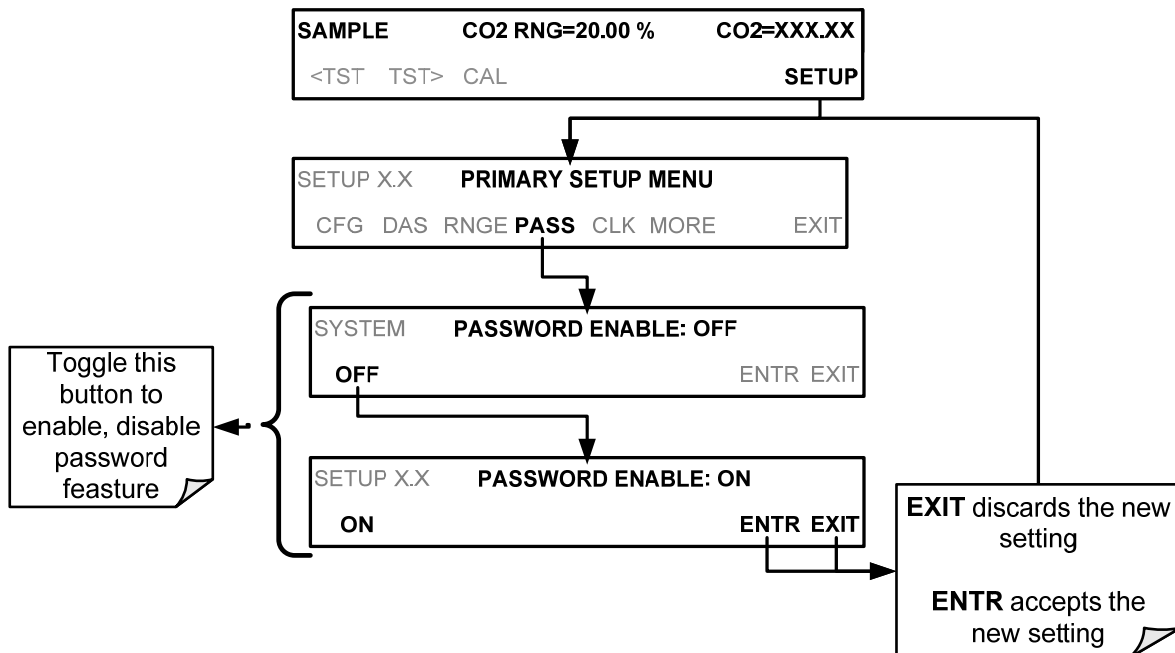 SAMPLE CO2 RNG=20.00 % CO2=XXX.XX
<TST TST> CAL SETUP
SETUP X.X PRIMARY SETUP MENU
CFG DAS RNGE PASS CLK MORE EXIT
SYSTEM PASSWORD ENABLE: OFF
OFF ENTR EXIT
Toggle this
button to
enable, disable
password
feasture
SETUP X.X PASSWORD ENABLE: ON
ON ENTR EXIT
EXIT discards the new
setting
ENTR accepts the
new setting